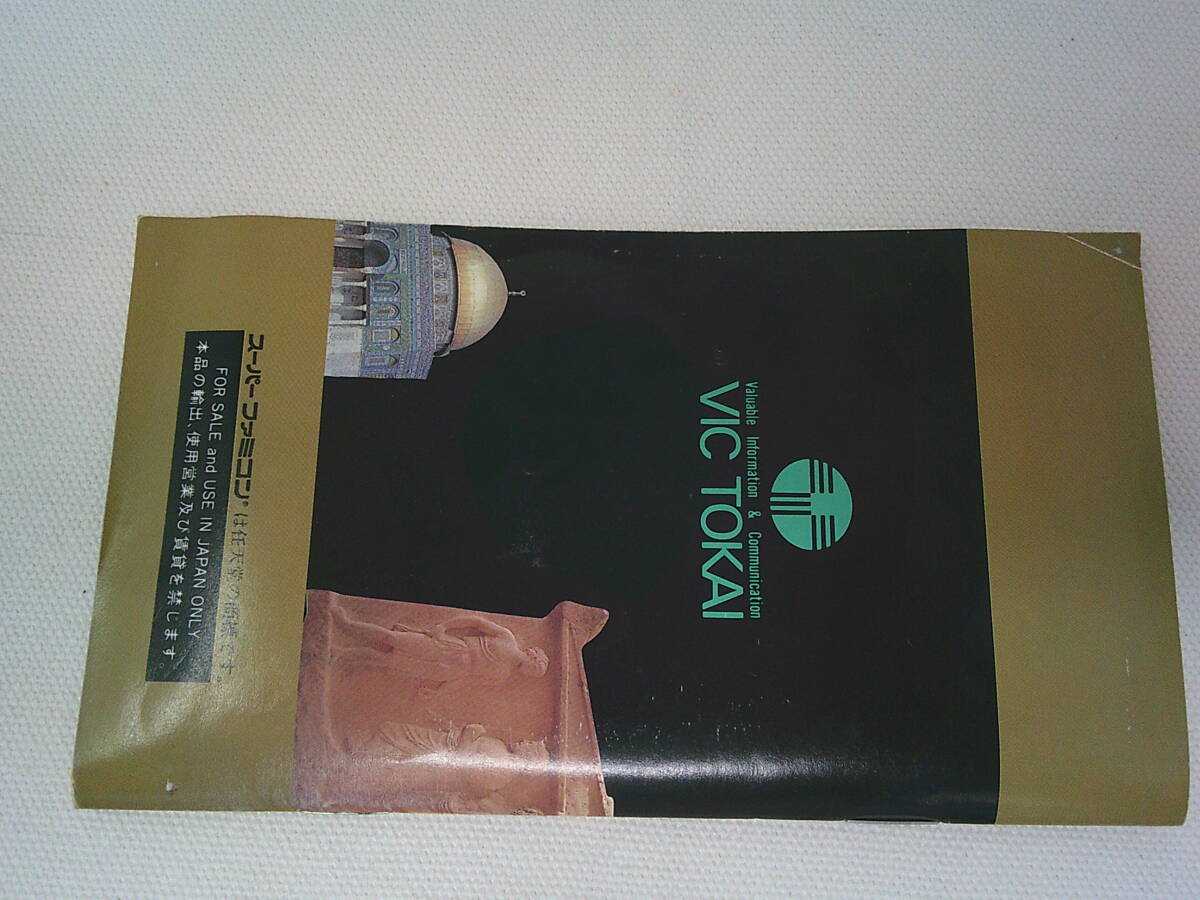 Valuable Information & Communication
VIC TOKAI
スーパーファミコン®は任天堂の商標です。
FOR SALE and USE IN JAPAN ONLY
本品の輸出、使用営業及び賃貸を禁じます。